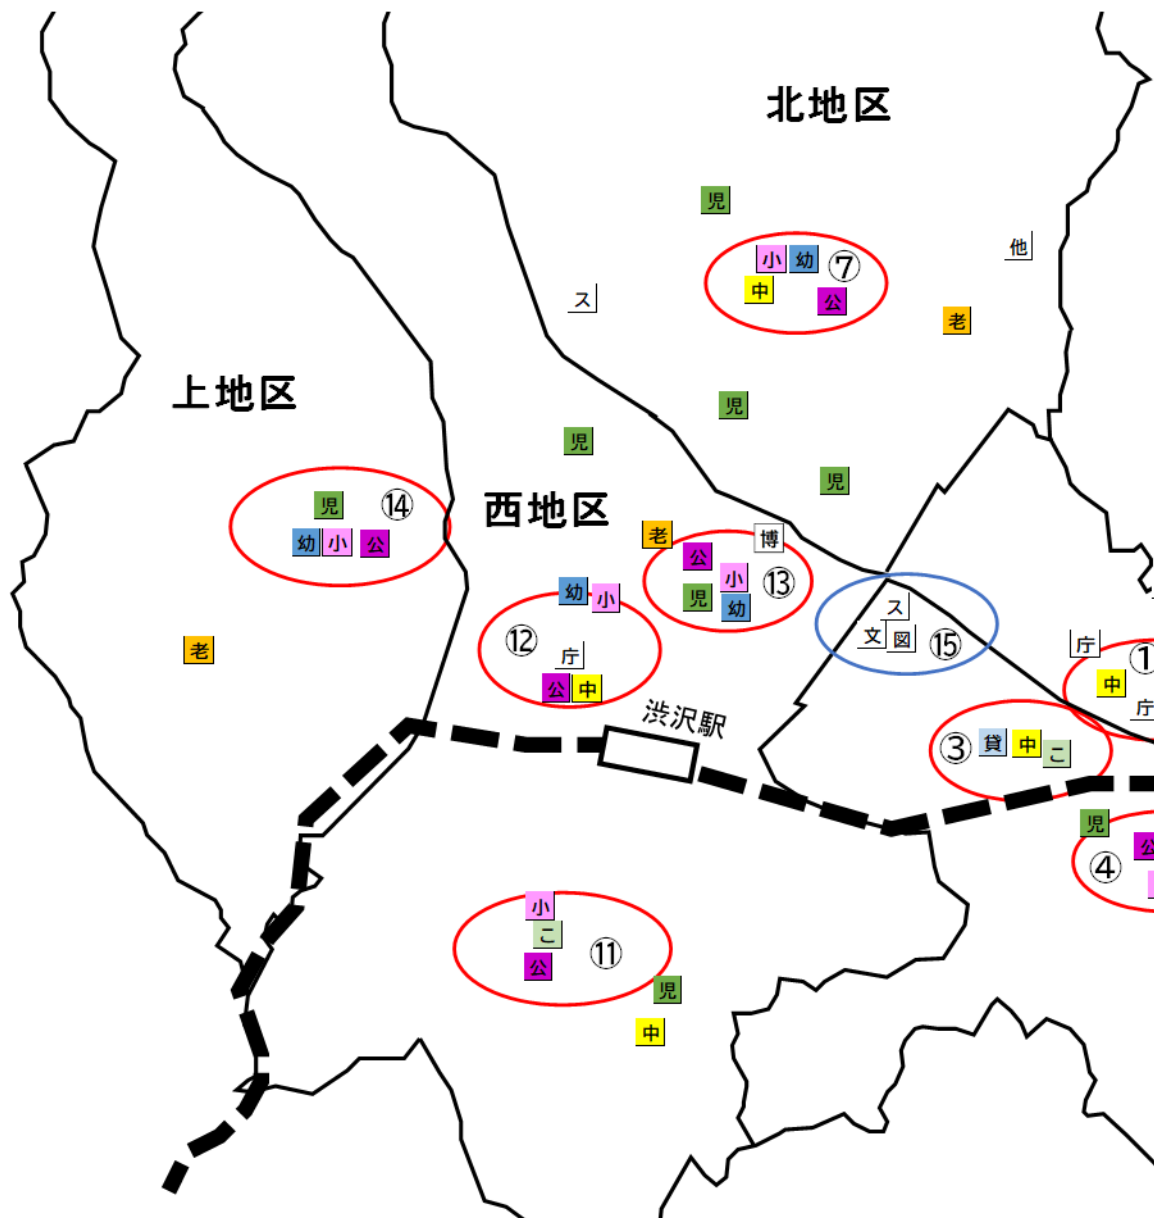 北地区
児
小 幼 ⑦
他
中 公
ス
老
上地区
児
児
西地区
児
児 ⑭
幼 小 公
老 博
公
小 ⑬
児 幼
幼 小
ス
文 図 ⑮
⑫
庁
公 中
老
庁 ①
中
庁
渋沢駅
③ 貸 中 こ
児
公
④
小
こ
公 ⑪
児
中